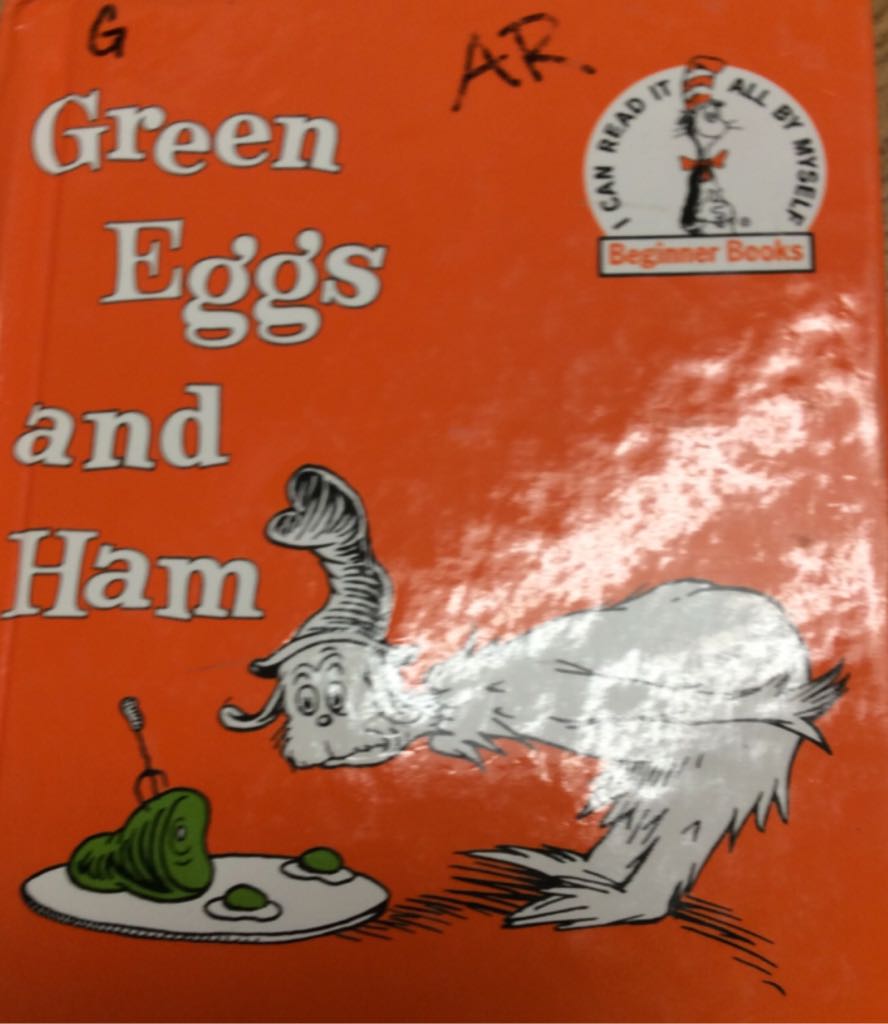 G
AR.
Green
Eggs
and
Ham
I CAN READ IT ALL BY MYSELF
Beginner Books